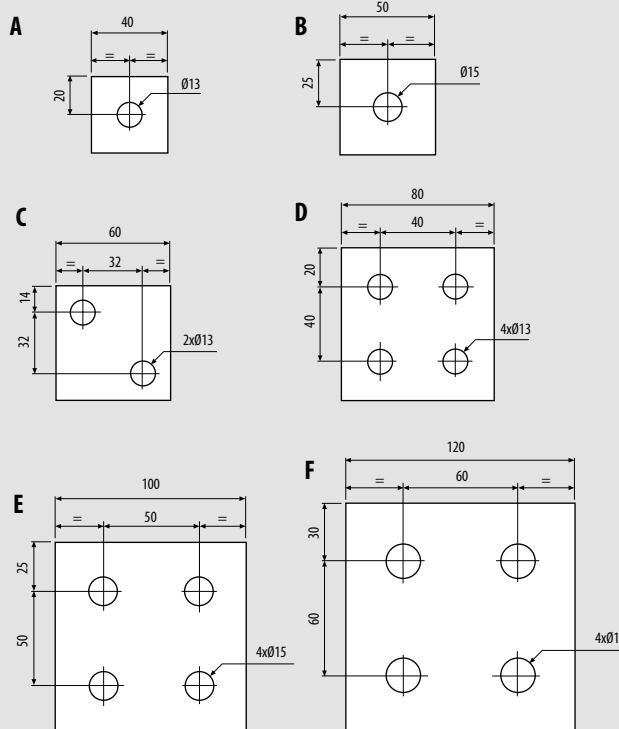 A
40
= =
20
Ø13
B
50
= =
25
Ø15
C
60
= 32 =
14
32
2xØ13
D
80
= 40 =
20
40
4xØ13
E
100
= 50 =
25
50
4xØ15
F
120
= 60 =
30
60